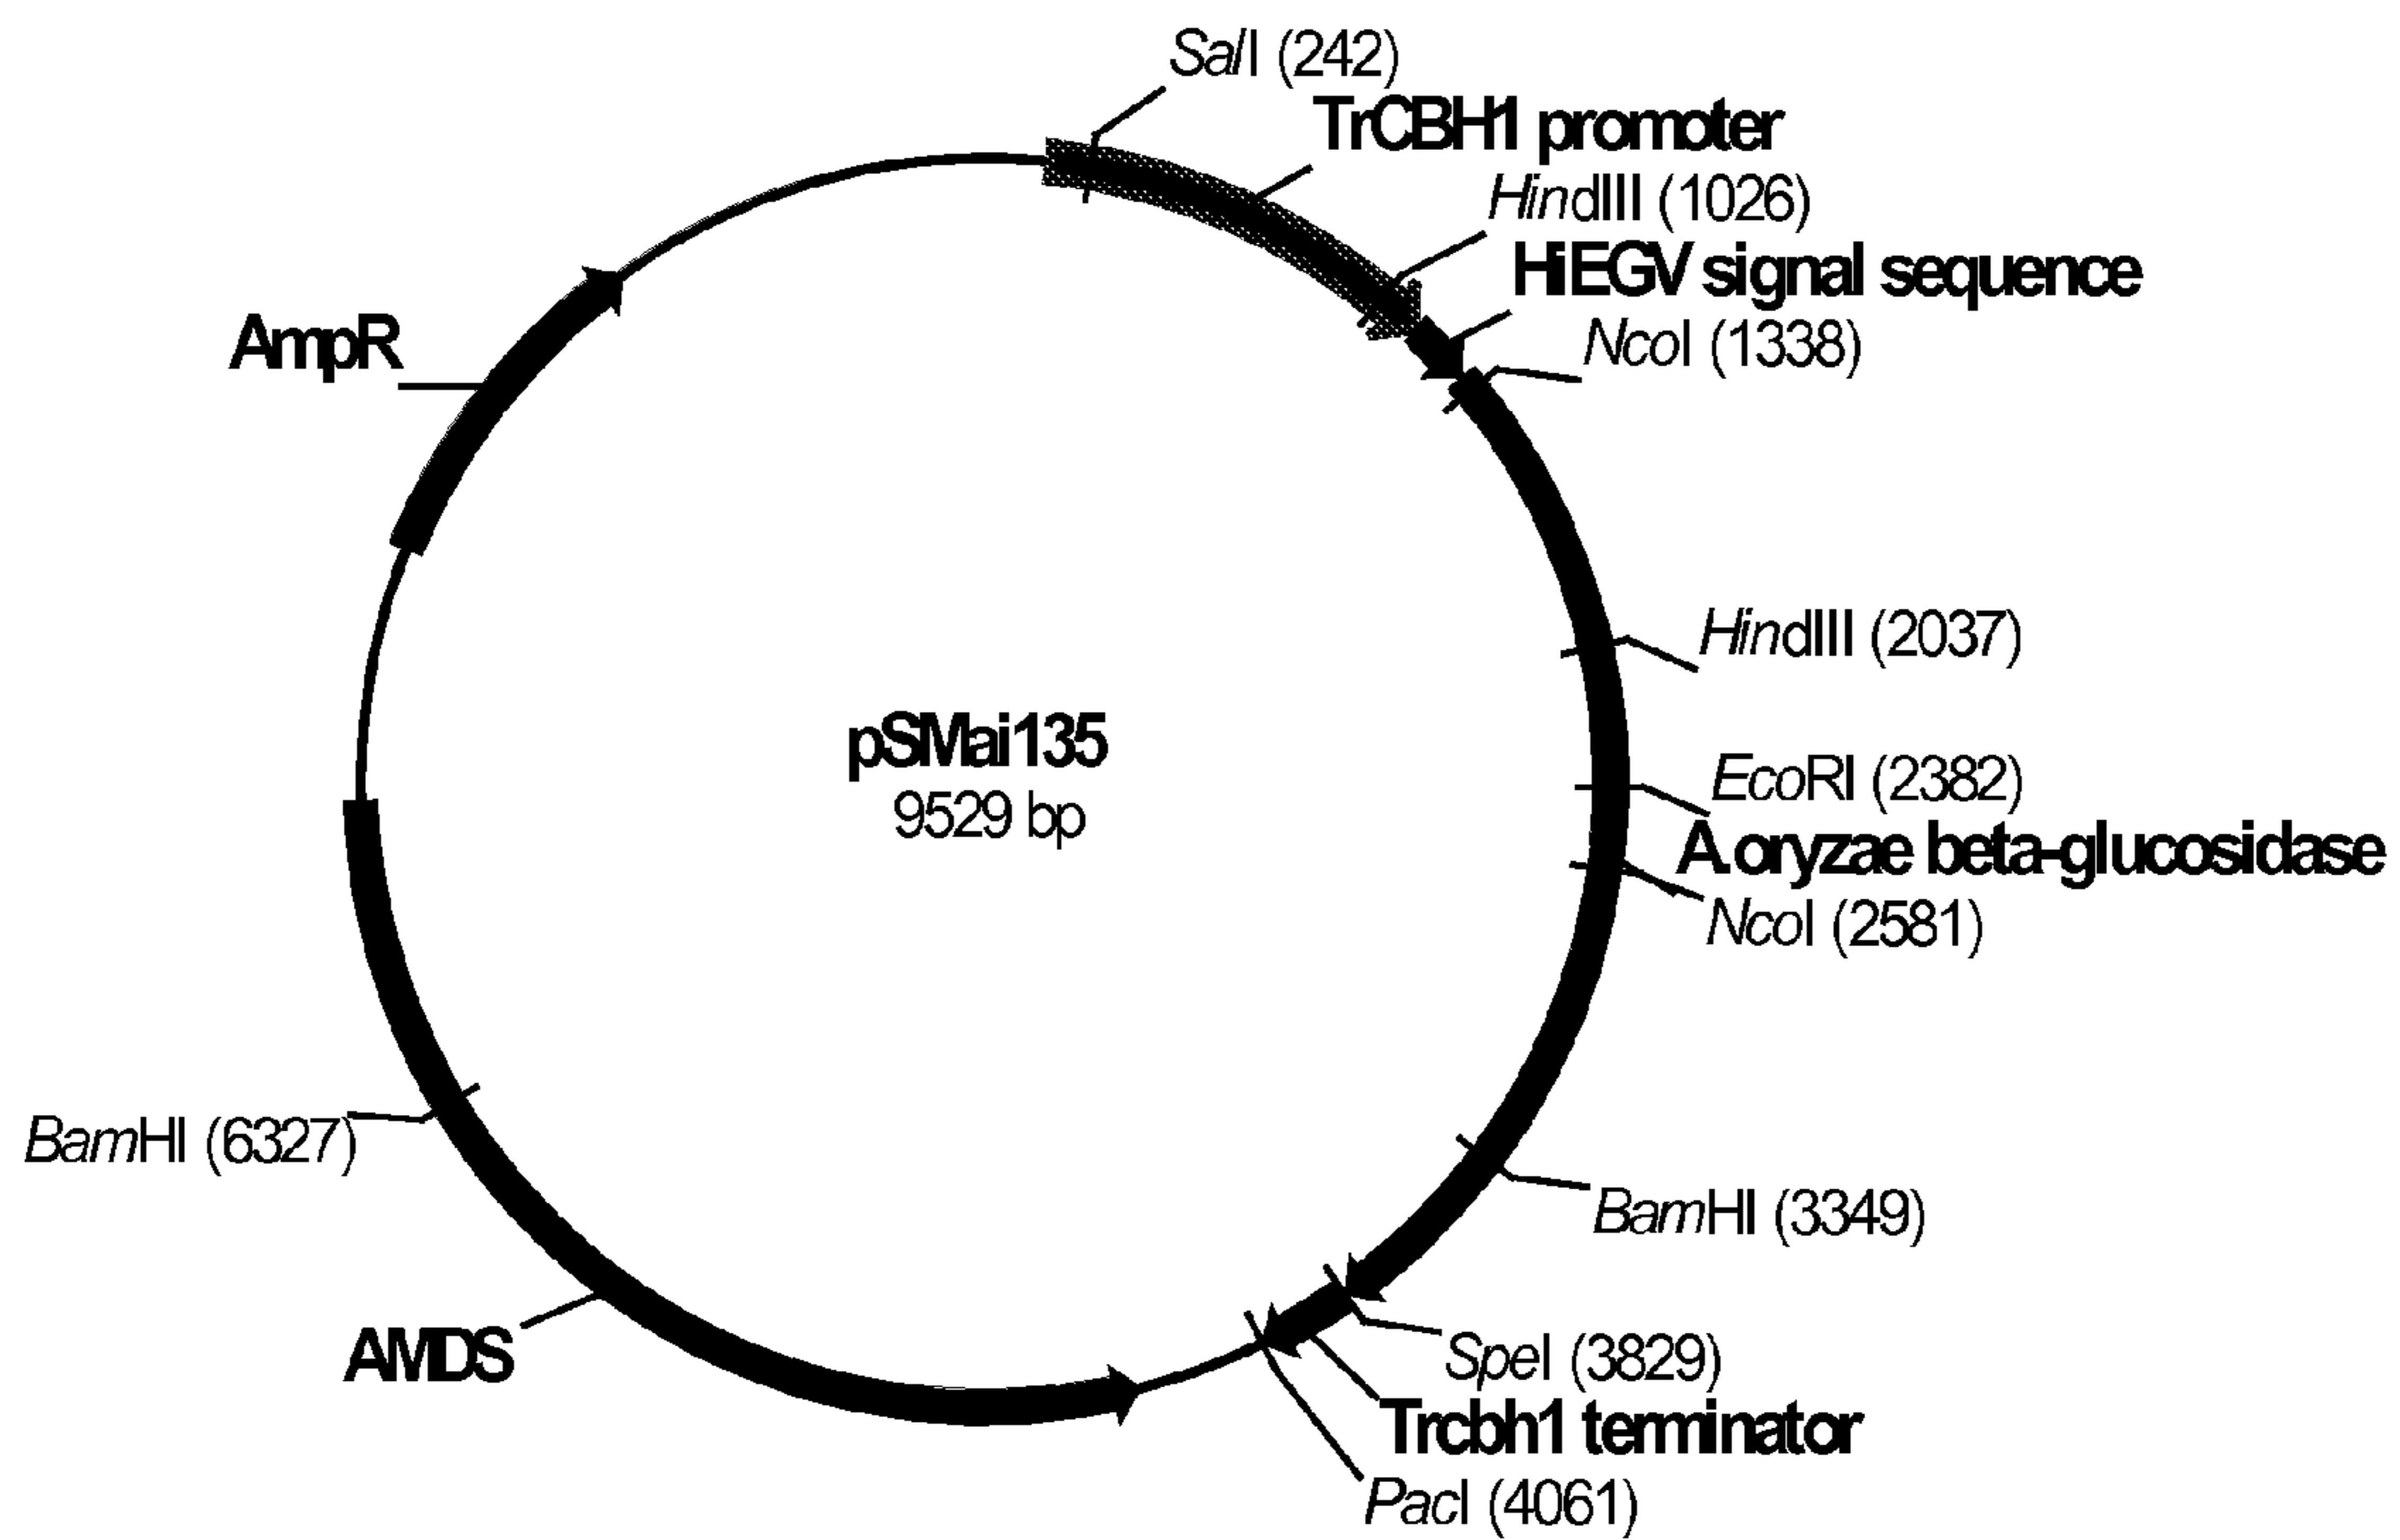 SalI (242)
TrCBH1 promoter
HindIII (1026)
HiEGV signal sequence
NcoI (1338)
AmpR
HindIII (2037)
pSMai135
9529 bp
EcoRI (2382)
A.oryzae beta-glucosidase
NcoI (2581)
BamHI (6327)
BamHI (3349)
AMDS
SpeI (3829)
Trcbh1 terminator
PacI (4061)